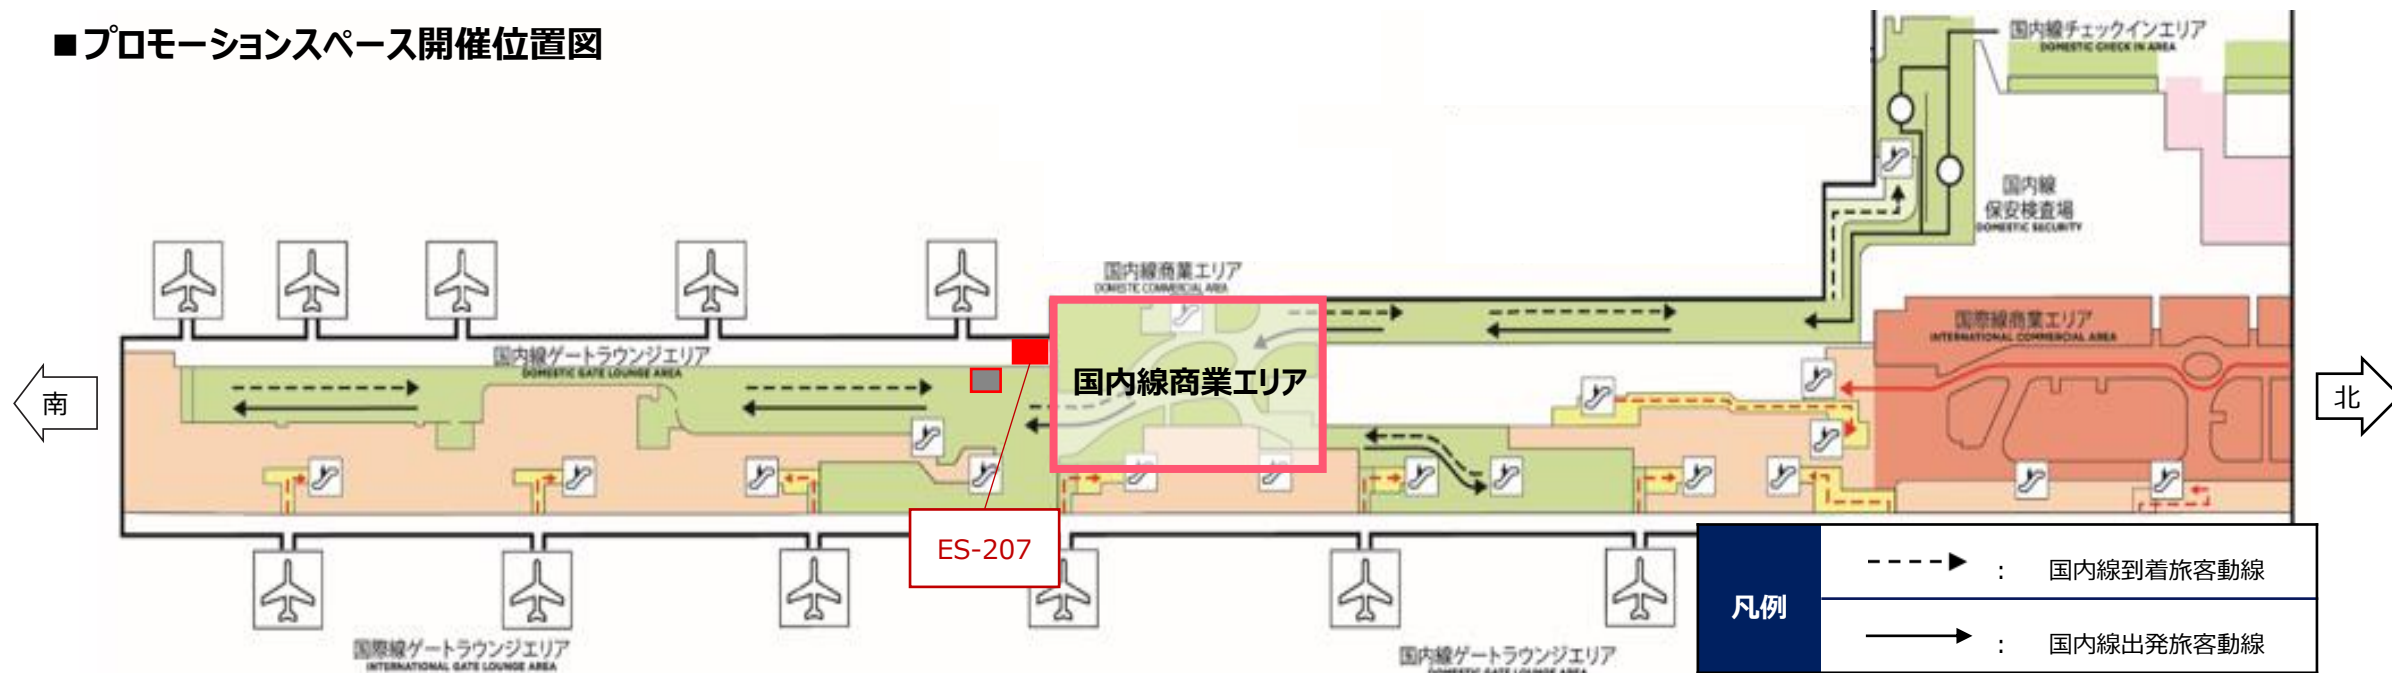 ■プロモーションスペース開催位置図
国内線チェックインエリア
DOMESTIC CHECK IN AREA
国内線
保安検査場
DOMESTIC SECURITY
国内線商業エリア
DOMESTIC COMMERCIAL AREA
国際線商業エリア
INTERNATIONAL COMMERCIAL AREA
国内線ゲートラウンジエリア
DOMESTIC GATE LOUNGE AREA
国内線商業エリア
南
北
ES-207
凡例
: 国内線到着旅客動線
: 国内線出発旅客動線
国際線ゲートラウンジエリア
INTERNATIONAL GATE LOUNGE AREA
国内線ゲートラウンジエリア
DOMESTIC GATE LOUNGE AREA